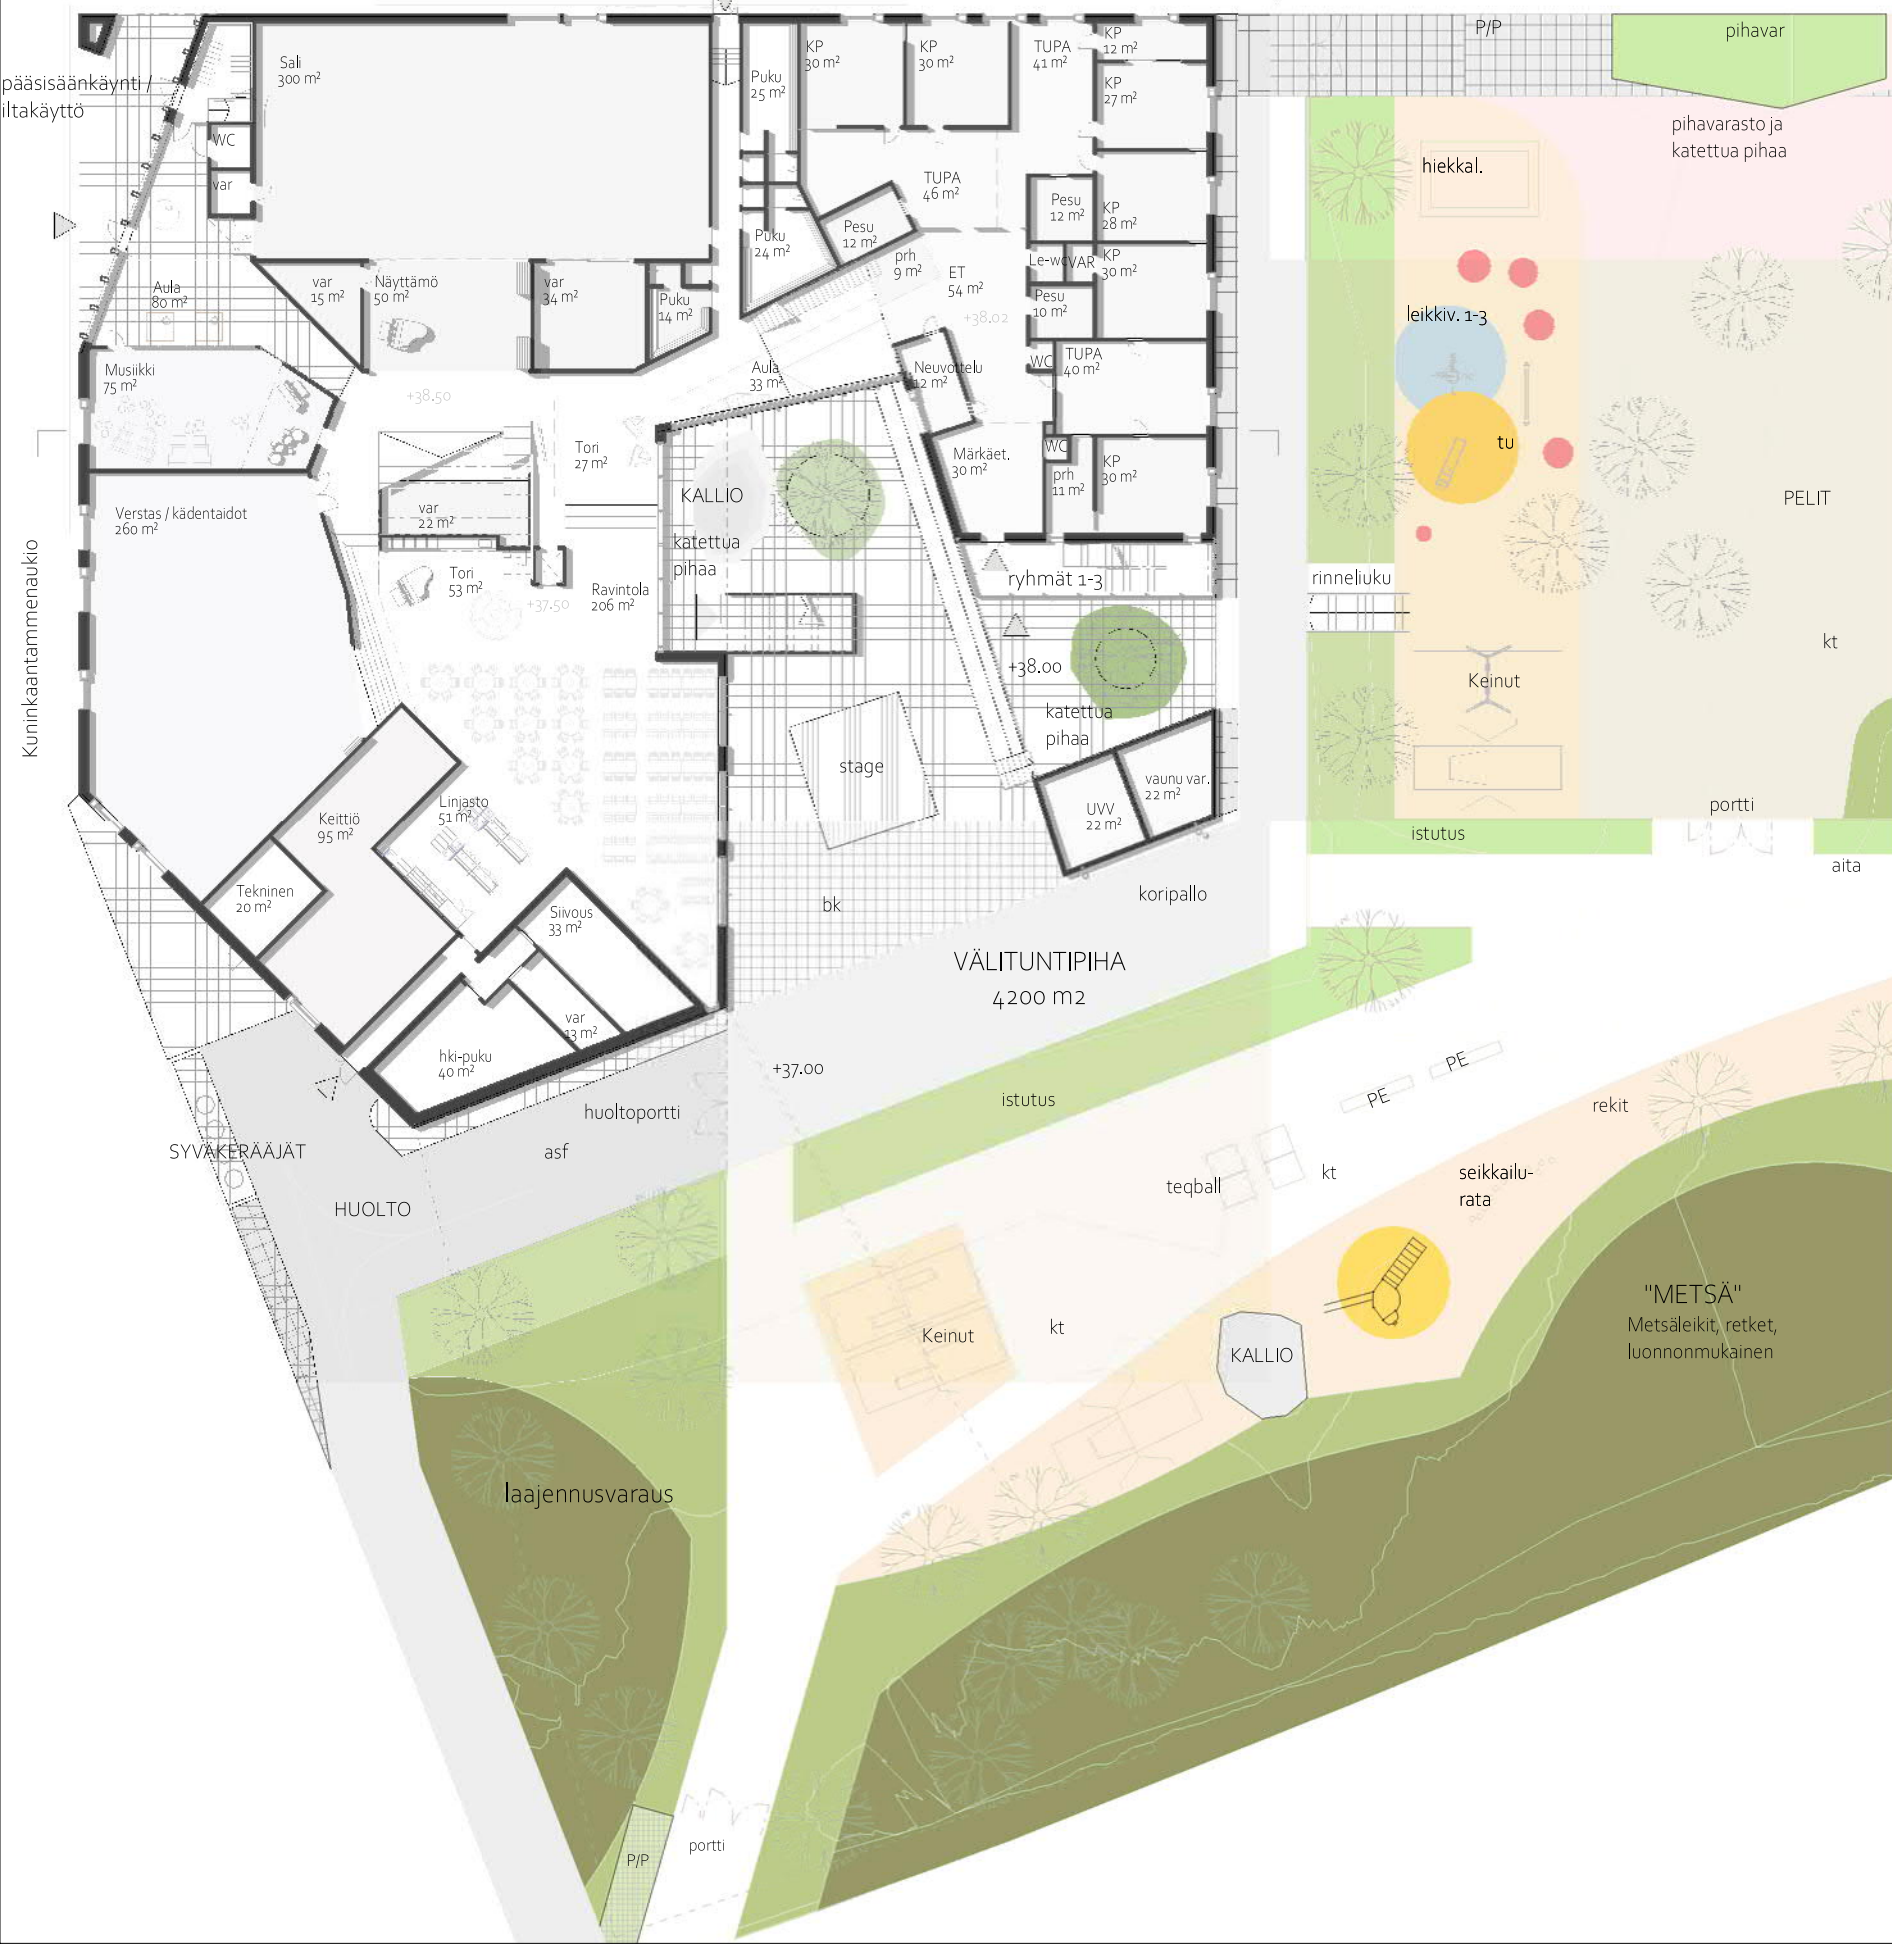 pääsisäänkäynti /
iltakäyttö
Sali
300 m²
WC
var
Aula
80 m²
var
15 m²
Näyttämö
50 m²
var
34 m²
Puku
14 m²
Puku
25 m²
Puku
24 m²
KP
30 m²
KP
30 m²
TUPA
41 m²
KP
12 m²
KP
27 m²
TUPA
46 m²
Pesu
12 m²
Pesu
12 m²
KP
28 m²
prh
9 m²
ET
54 m²
+38.02
Le-wc
VAR
KP
30 m²
Pesu
10 m²
WC
TUPA
40 m²
Aula
33 m²
Neuvottelu
12 m²
Märkäet.
30 m²
WC
prh
11 m²
KP
30 m²
Musiikki
75 m²
+38.50
Tori
27 m²
Verstas / kädentaidot
260 m²
var
22 m²
Tori
53 m²
+37.50
Ravintola
206 m²
KALLIO
katettua
pihaa
ryhmät 1-3
+38.00
katettua
pihaa
stage
UVV
22 m²
vaunu var.
22 m²
Kuninkaantammenaukio
Keittiö
95 m²
Linjasto
51 m²
Tekninen
20 m²
Siivous
33 m²
var
13 m²
hki-puku
40 m²
P/P
pihavar
pihavarasto ja
katettua pihaa
hiekkal.
leikkiv. 1-3
tu
PELIT
rinneliuku
kt
Keinut
portti
istutus
aita
bk
koripallo
VÄLITUNTIPIHA
4200 m2
+37.00
istutus
huoltoportti
asf
SYVÄKERÄÄJÄT
HUOLTO
PE
PE
rekit
teqball
kt
seikkailu-
rata
Keinut
kt
KALLIO
"METSÄ"
Metsäleikit, retket,
luonnonmukainen
laajennusvaraus
portti
P/P